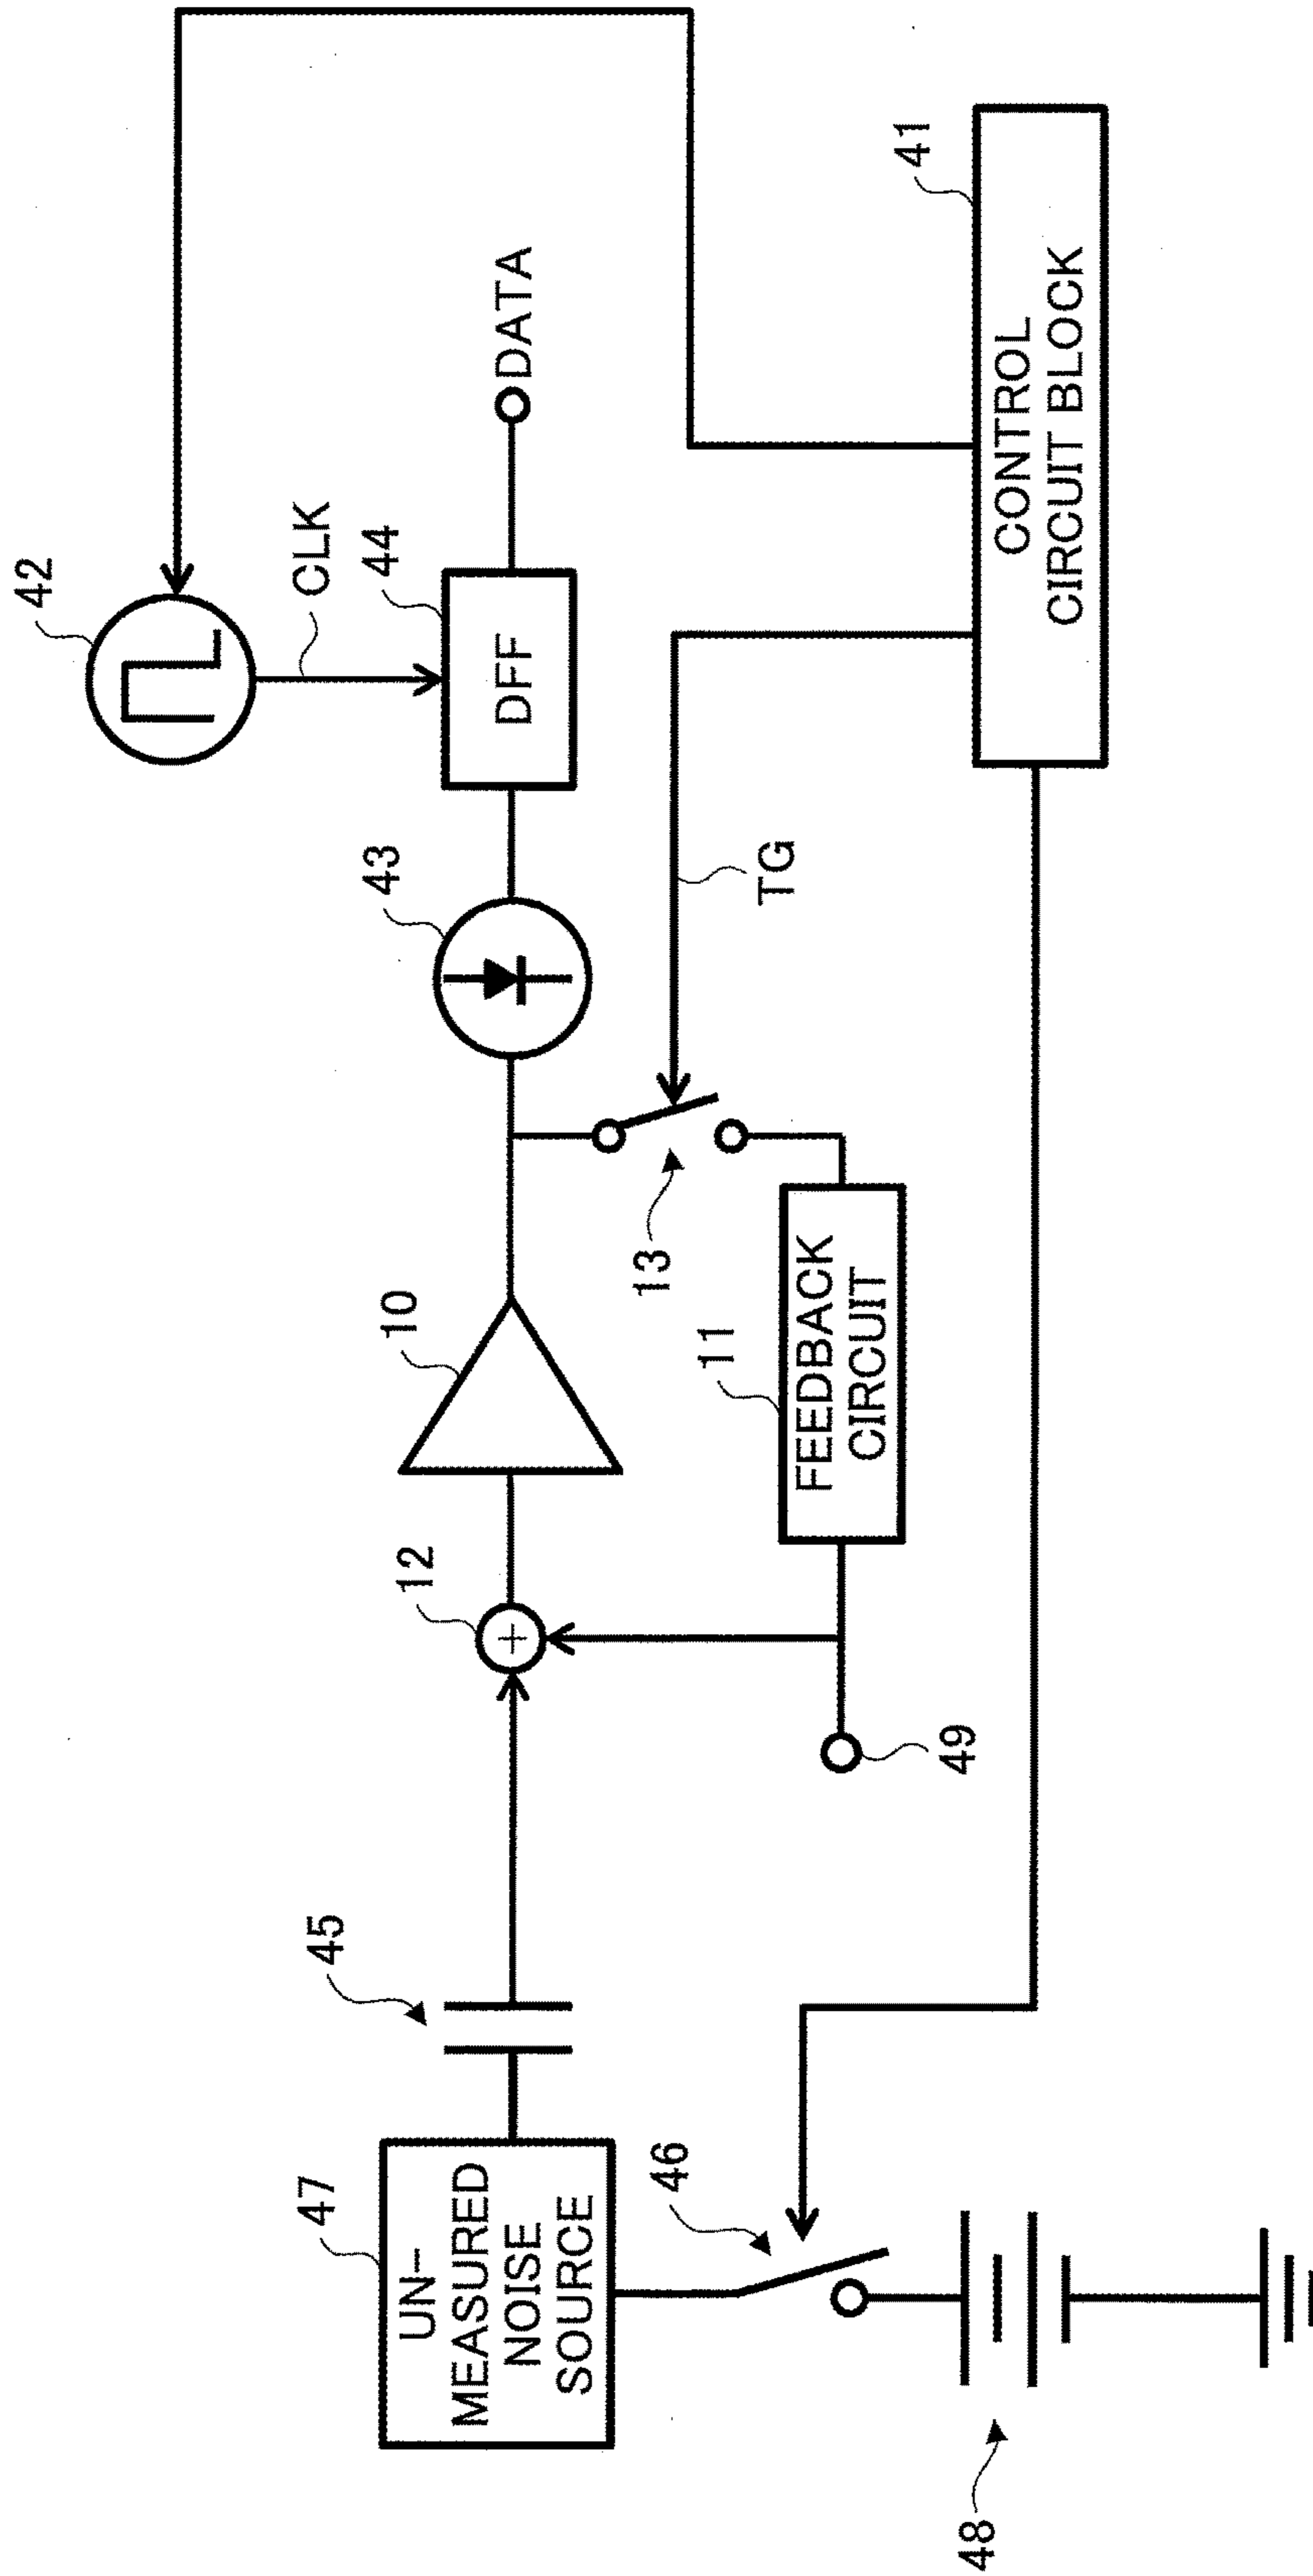 42
CLK
44
DFF
DATA
43
10
12
45
47
UN-
MEASURED
NOISE
SOURCE
13
TG
11
FEEDBACK
CIRCUIT
49
46
48
41
CONTROL
CIRCUIT BLOCK